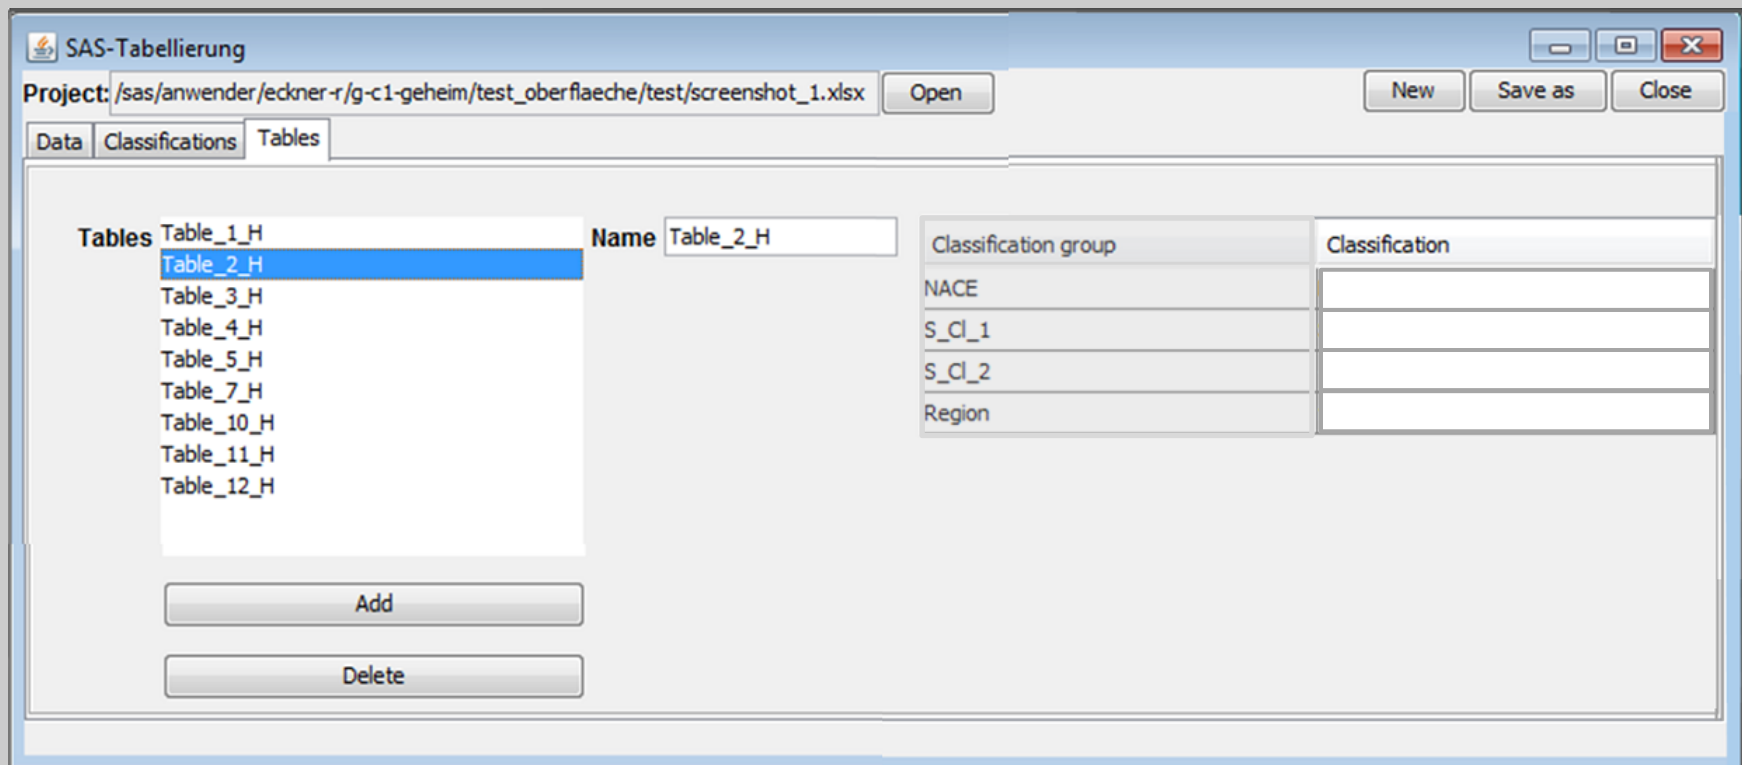 SAS-Tabellierung
Project: /sas/anwender/eckner-r/g-c1-geheim/test_oberflaeche/test/screenshot_1.xlsx Open New Save as Close
Data Classifications Tables
Tables Table_1_H Name Table_2_H Classification group Classification
Table_2_H
NACE
Table_3_H
S_Cl_1
Table_4_H
Table_5_H
S_Cl_2
Table_7_H
Region
Table_10_H
Table_11_H
Table_12_H
Add
Delete